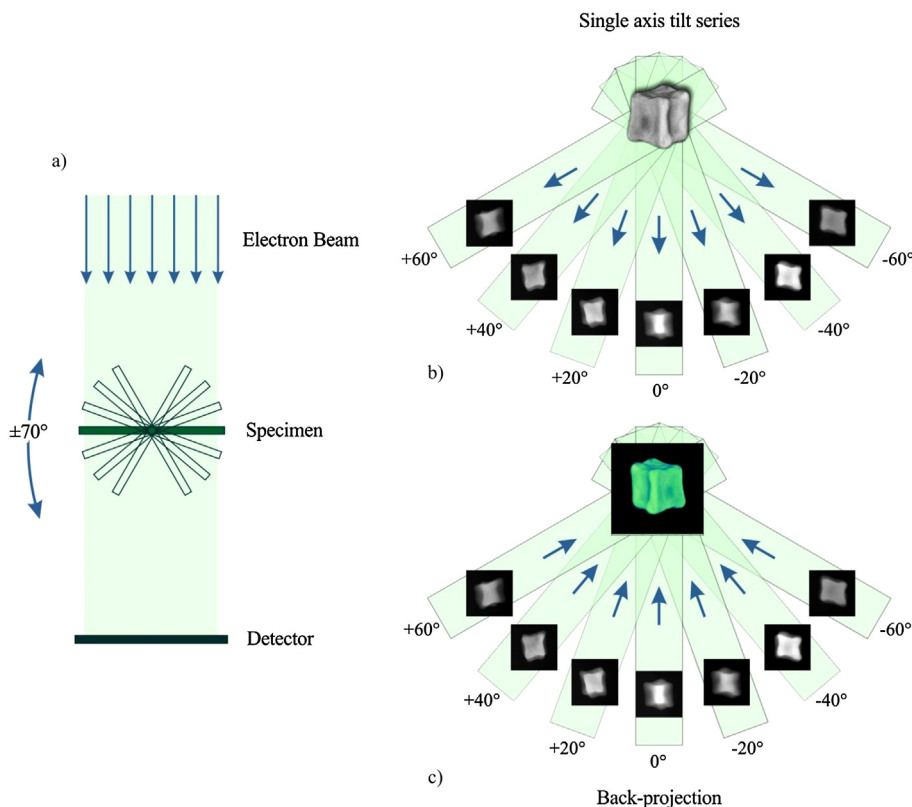 Single axis tilt series
a)
Electron Beam
±70°
Specimen
Detector
+60°
-60°
+40°
-40°
+20°
-20°
0°
b)
+60°
-60°
+40°
-40°
+20°
-20°
0°
c)
Back-projection